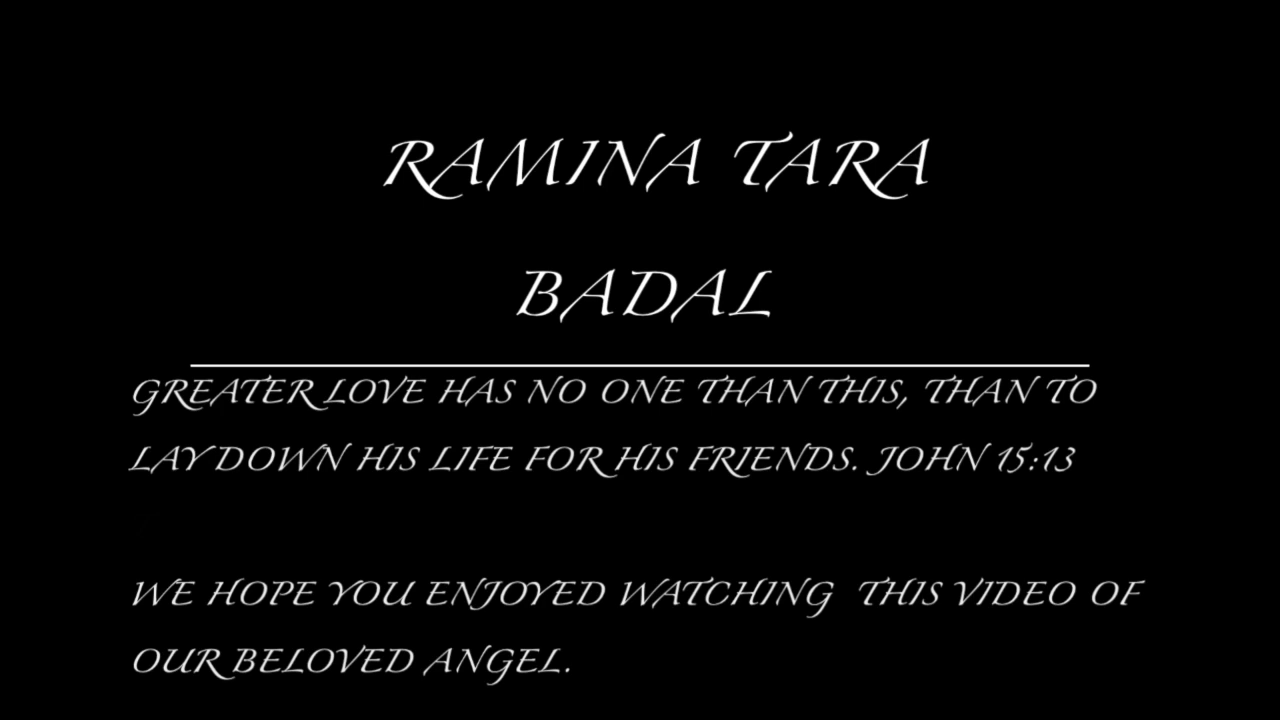 RAMINA TARA
BADAL
GREATER LOVE HAS NO ONE THAN THIS, THAN TO
LAY DOWN HIS LIFE FOR HIS FRIENDS. JOHN 15:13
WE HOPE YOU ENJOYED WATCHING THIS VIDEO OF
OUR BELOVED ANGEL.